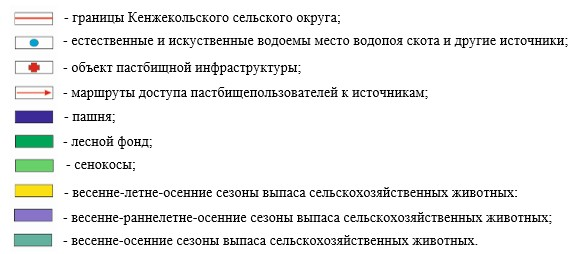 - границы Кенжекольского сельского округа;
- естественные и искуственные водоемы место водопоя скота и другие источники;
- объект пастбищной инфраструктуры;
- маршруты доступа пастбищепользователей к источникам;
- пашня;
- лесной фонд;
- сенокосы;
- весенне-летне-осенние сезоны выпаса сельскохозяйственных животных:
- весенне-раннелетне-осенние сезоны выпаса сельскохозяйственных животных;
- весенне-осенние сезоны выпаса сельскохозяйственных животных.